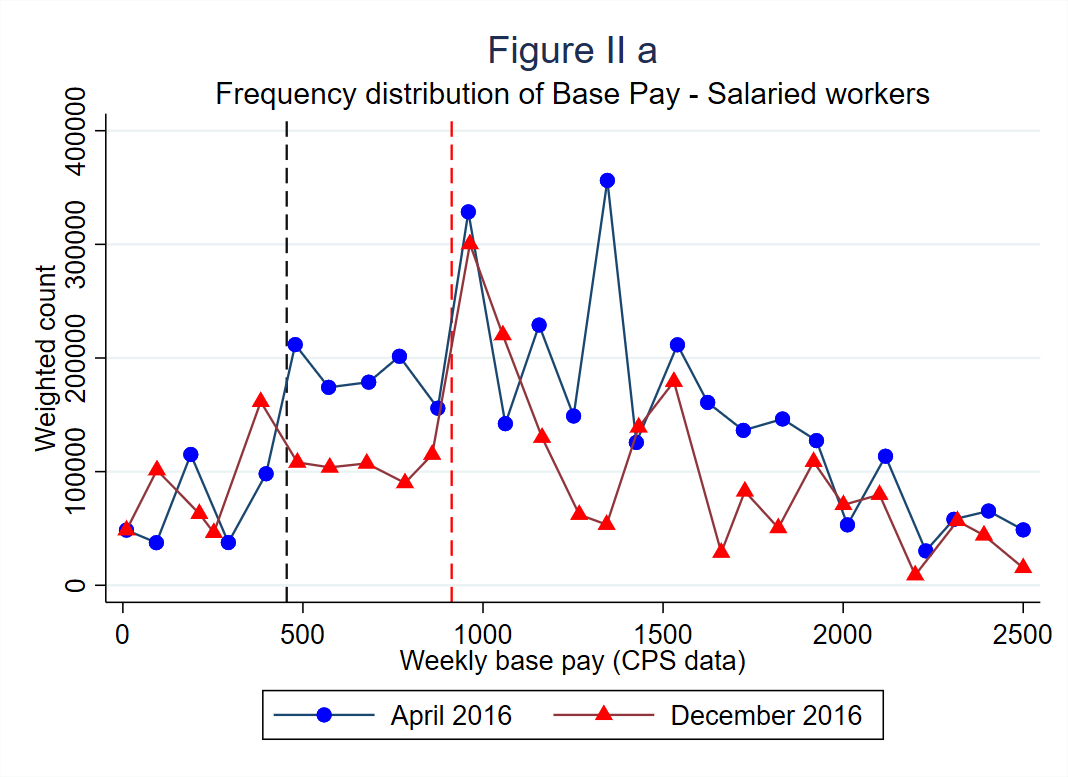 Figure II a
Frequency distribution of Base Pay - Salaried workers
Weighted count
400000
300000
200000
100000
0
0 500 1000 1500 2000 2500
Weekly base pay (CPS data)
April 2016 December 2016